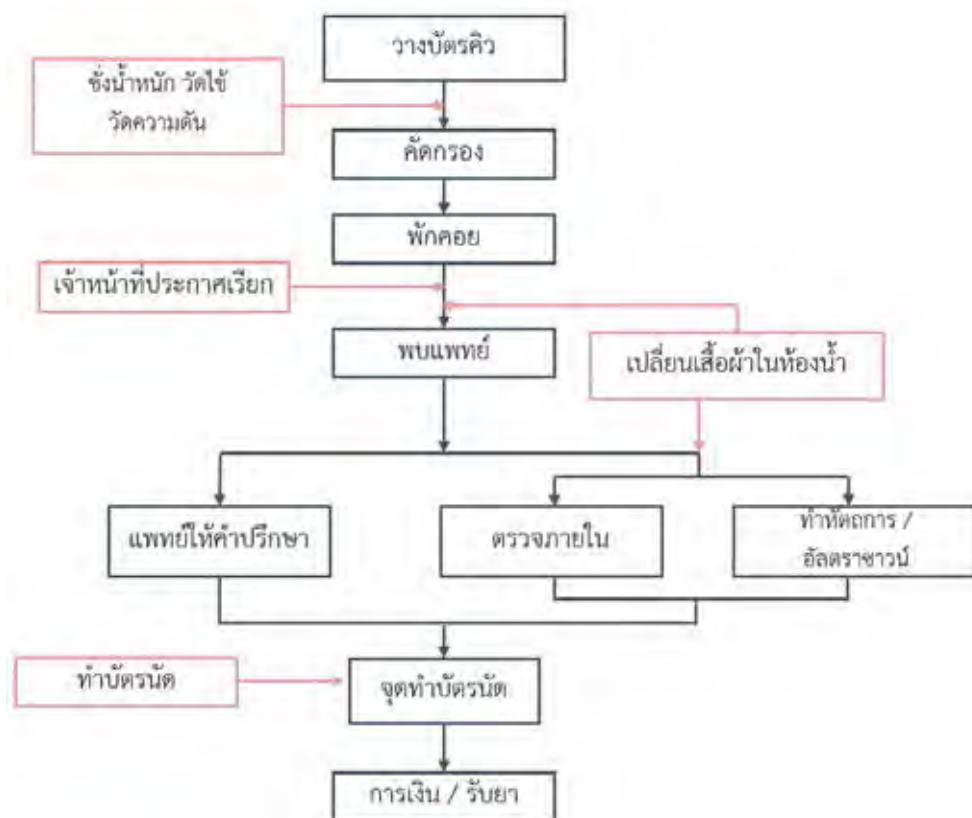 วางบัตรคิว
ชั่งน้ำหนัก วัดไข้
วัดความดัน
คัดกรอง
พักคอย
เจ้าหน้าที่ประกาศเรียก
พบแพทย์
เปลี่ยนเสื้อผ้าในห้องน้ำ
แพทย์ให้คำปรึกษา
ตรวจภายใน
ทำหัตถการ /
อัลตราซาวน์
ทำบัตรนัด
จุดทำบัตรนัด
การเงิน / รับยา